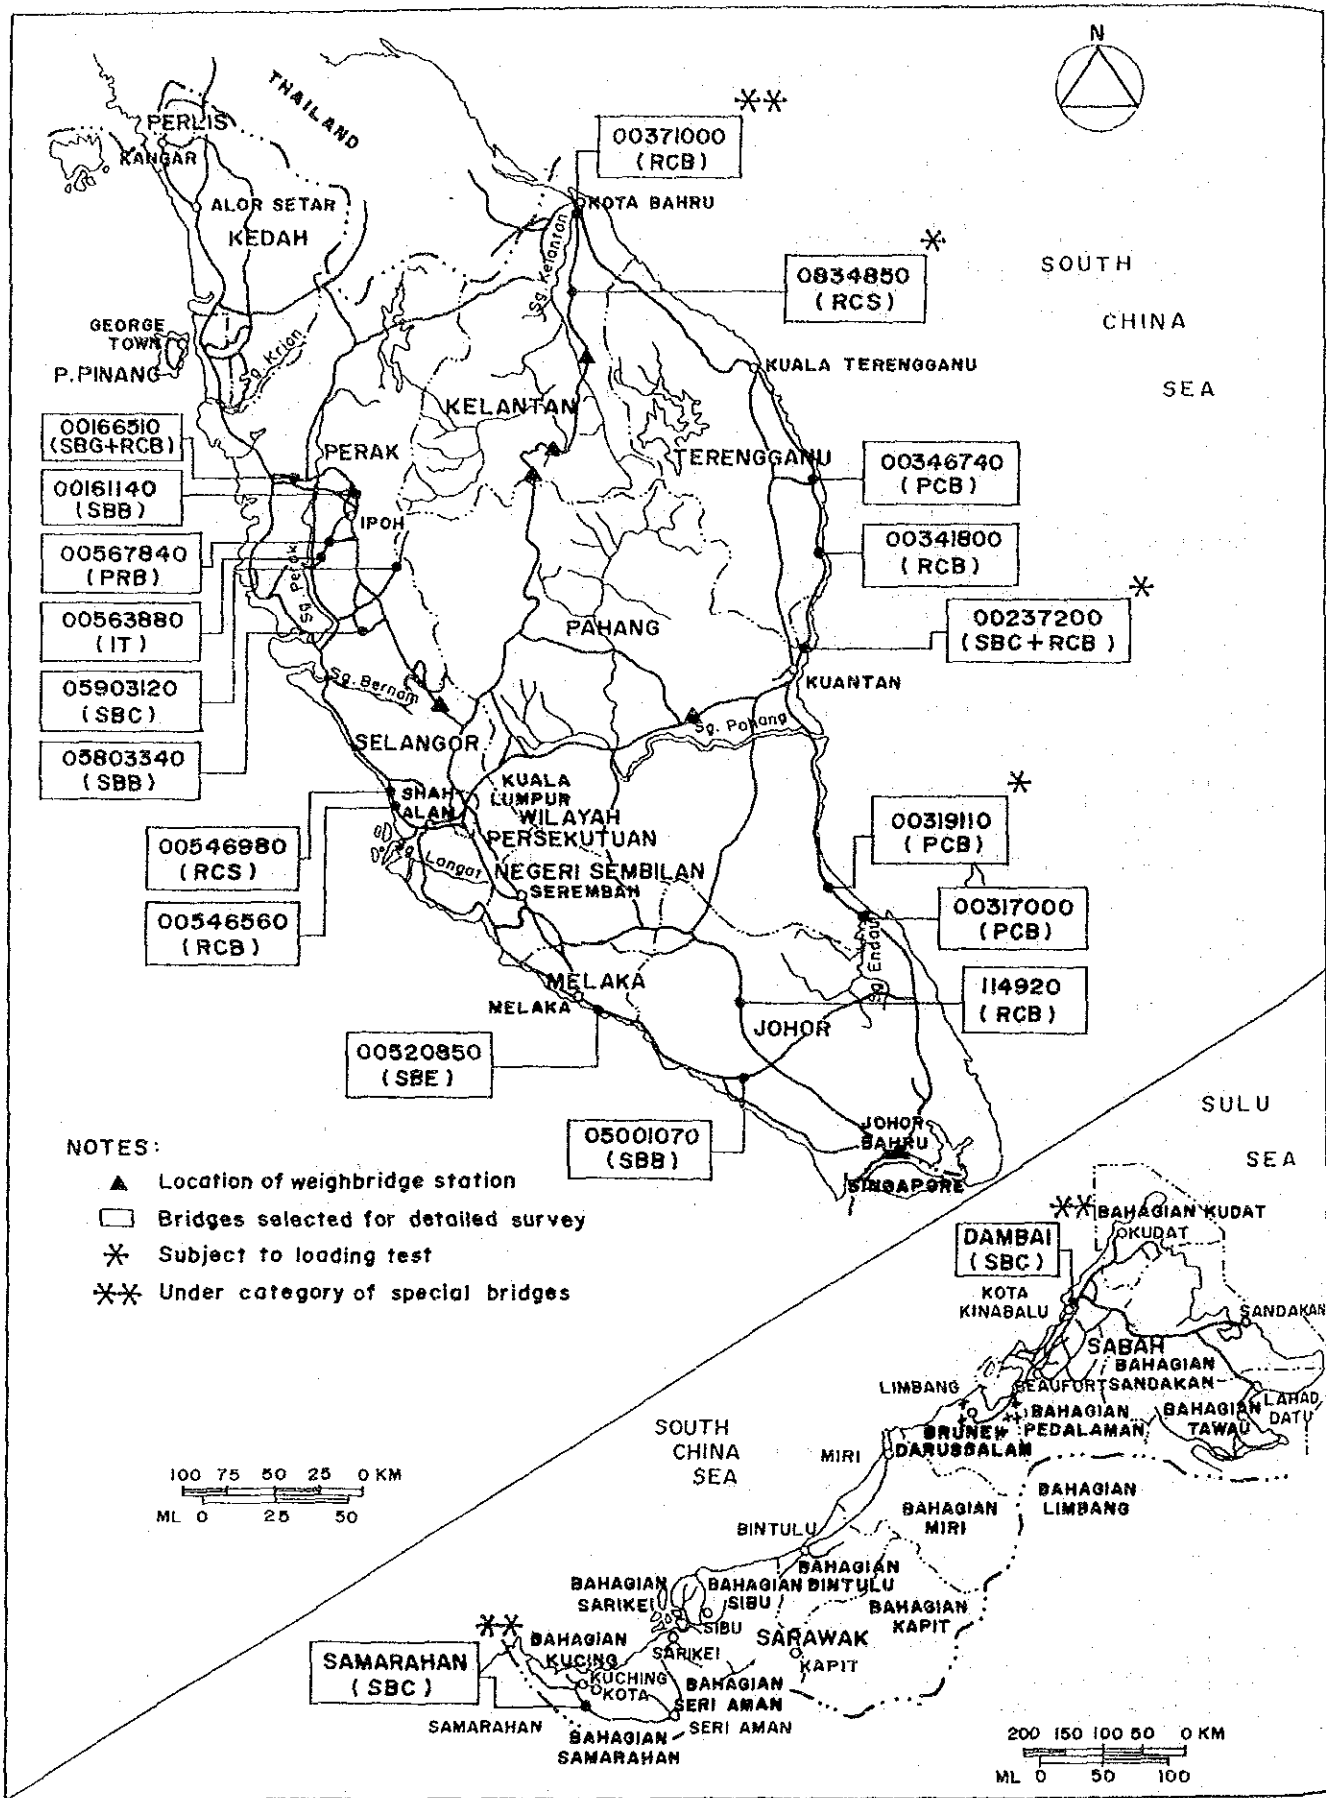 N
THAILAND
PERLIS
KANGAR
ALOR SETAR
KEDAH
00371000
(RCB)
**
KOTA BAHRU
Sg. Kelantan
0834850
(RCS)
*
SOUTH
CHINA
SEA
GEORGE
TOWN
P. PINANG
Sg. Krian
KUALA TERENGGANU
KELANTAN
PERAK
TERENGGANU
00166510
(SBG+RCB)
00161140
(SBB)
IPOH
00567840
(PRB)
Sg. Perak
00563880
(IT)
05903120
(SBC)
05803340
(SBB)
00346740
(PCB)
00341800
(RCB)
00237200
(SBC+RCB)
*
PAHANG
KUANTAN
Sg. Bernam
Sg. Pahang
SELANGOR
SHAH
ALAN
KUALA
LUMPUR
WILAYAH
PERSEKUTUAN
00546980
(RCS)
00546560
(RCB)
Sg. Langat
NEGERI SEMBILAN
SEREMBAH
00319110
(PCB)
*
00317000
(PCB)
Sg. Endau
MELAKA
MELAKA
JOHOR
114920
(RCB)
00520850
(SBE)
05001070
(SBB)
JOHOR
BAHRU
SINGAPORE
NOTES:
▲ Location of weighbridge station
Bridges selected for detailed survey
* Subject to loading test
** Under category of special bridges
100 75 50 25 0 KM
ML 0 25 50
SULU
SEA
**
BAHAGIAN KUDAT
KUDAT
DAMBAI
(SBC)
KOTA
KINABALU
SANDAKAN
SABAH
BAHAGIAN
SANDAKAN
LIMBANG
BEAUFORT
BAHAGIAN
PEDALAMAN
BAHAGIAN
TAWAU
LAHAD
DATU
BRUNEI
DARUSSALAM
SOUTH
CHINA
SEA
MIRI
BAHAGIAN
LIMBANG
BAHAGIAN
MIRI
BINTULU
BAHAGIAN
BINTULU
BAHAGIAN
SARIKEI
BAHAGIAN
SIBU
SIBU
BAHAGIAN
KAPIT
SARAWAK
KAPIT
SARIKEI
**
BAHAGIAN
KUCING
SAMARAHAN
(SBC)
KUCHING
KOTA
SAMARAHAN
BAHAGIAN
SERI AMAN
SERI AMAN
BAHAGIAN
SAMARAHAN
200 150 100 50 0 KM
ML 0 50 100